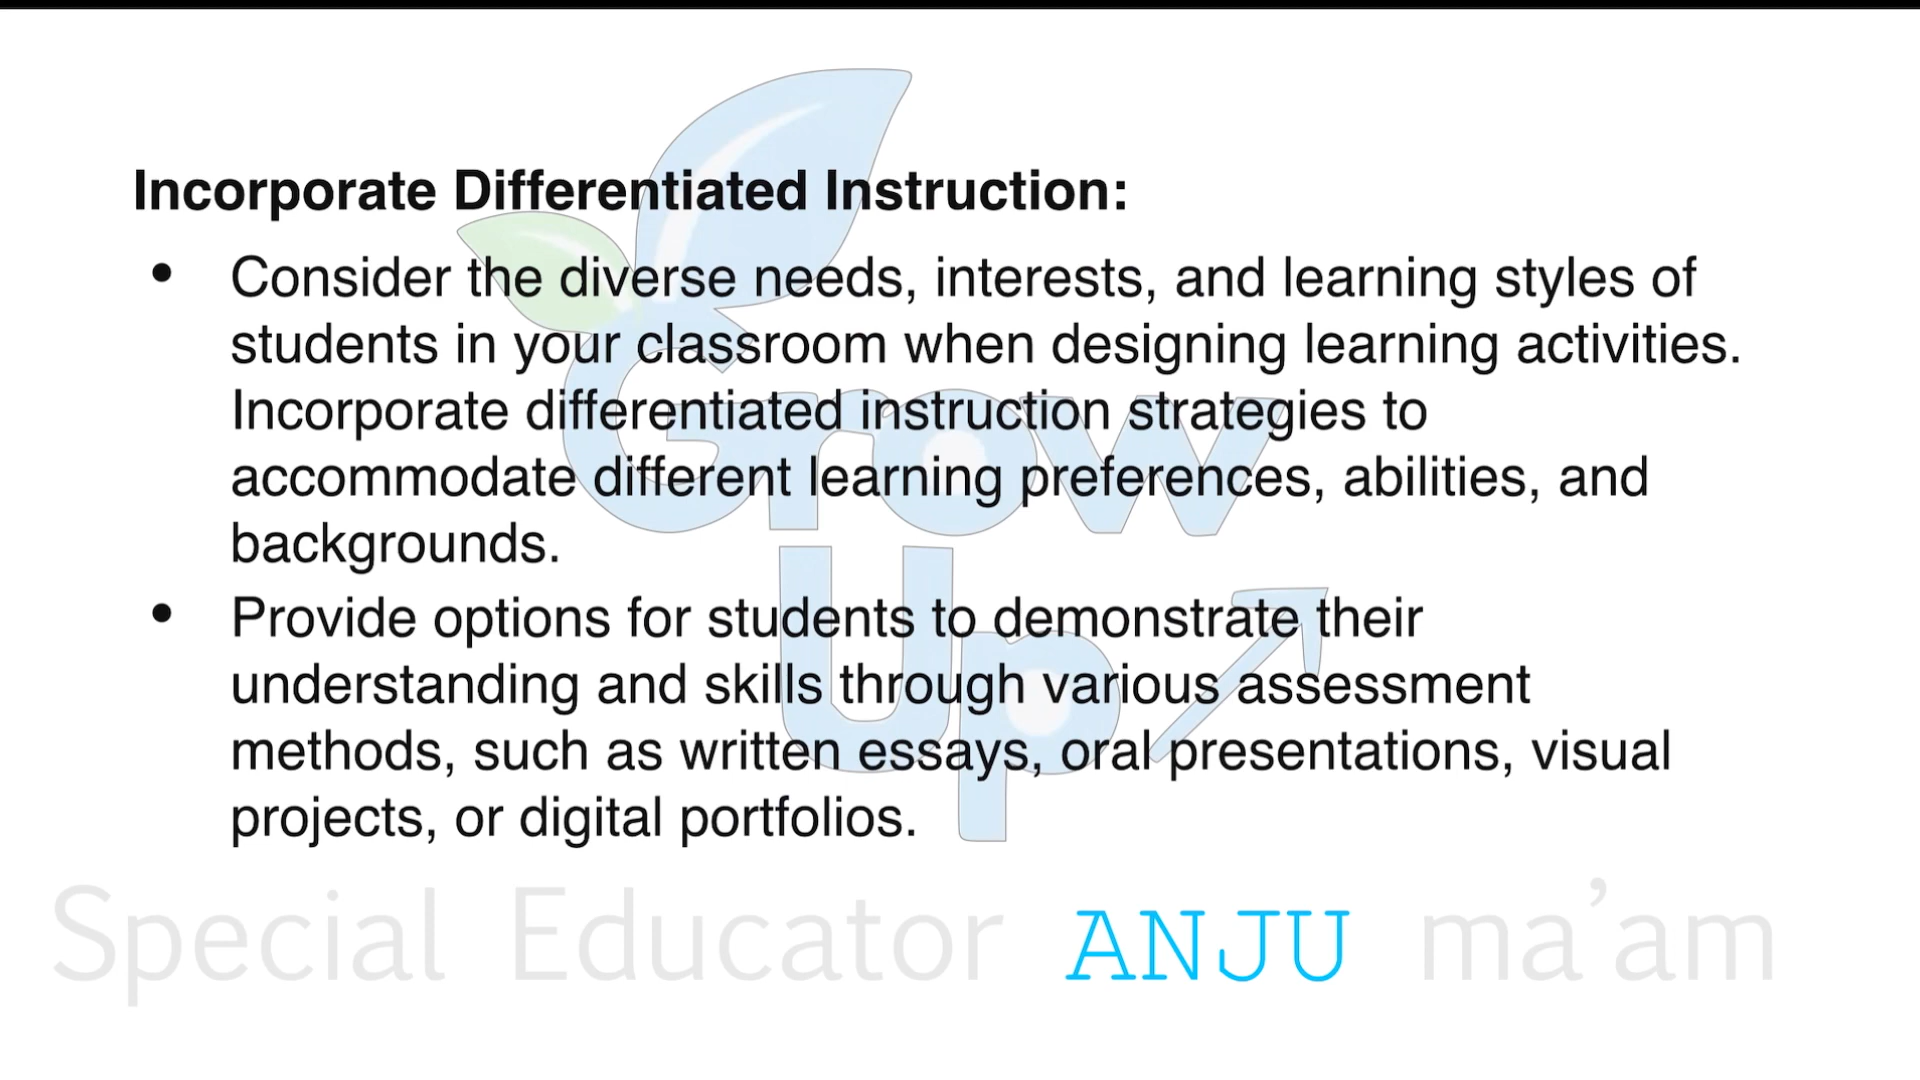 Incorporate Differentiated Instruction:
• Consider the diverse needs, interests, and learning styles of
students in your classroom when designing learning activities.
Incorporate differentiated instruction strategies to
accommodate different learning preferences, abilities, and
backgrounds.
• Provide options for students to demonstrate their
understanding and skills through various assessment
methods, such as written essays, oral presentations, visual
projects, or digital portfolios.
Grow
Up
Special Educator ANJU ma’am